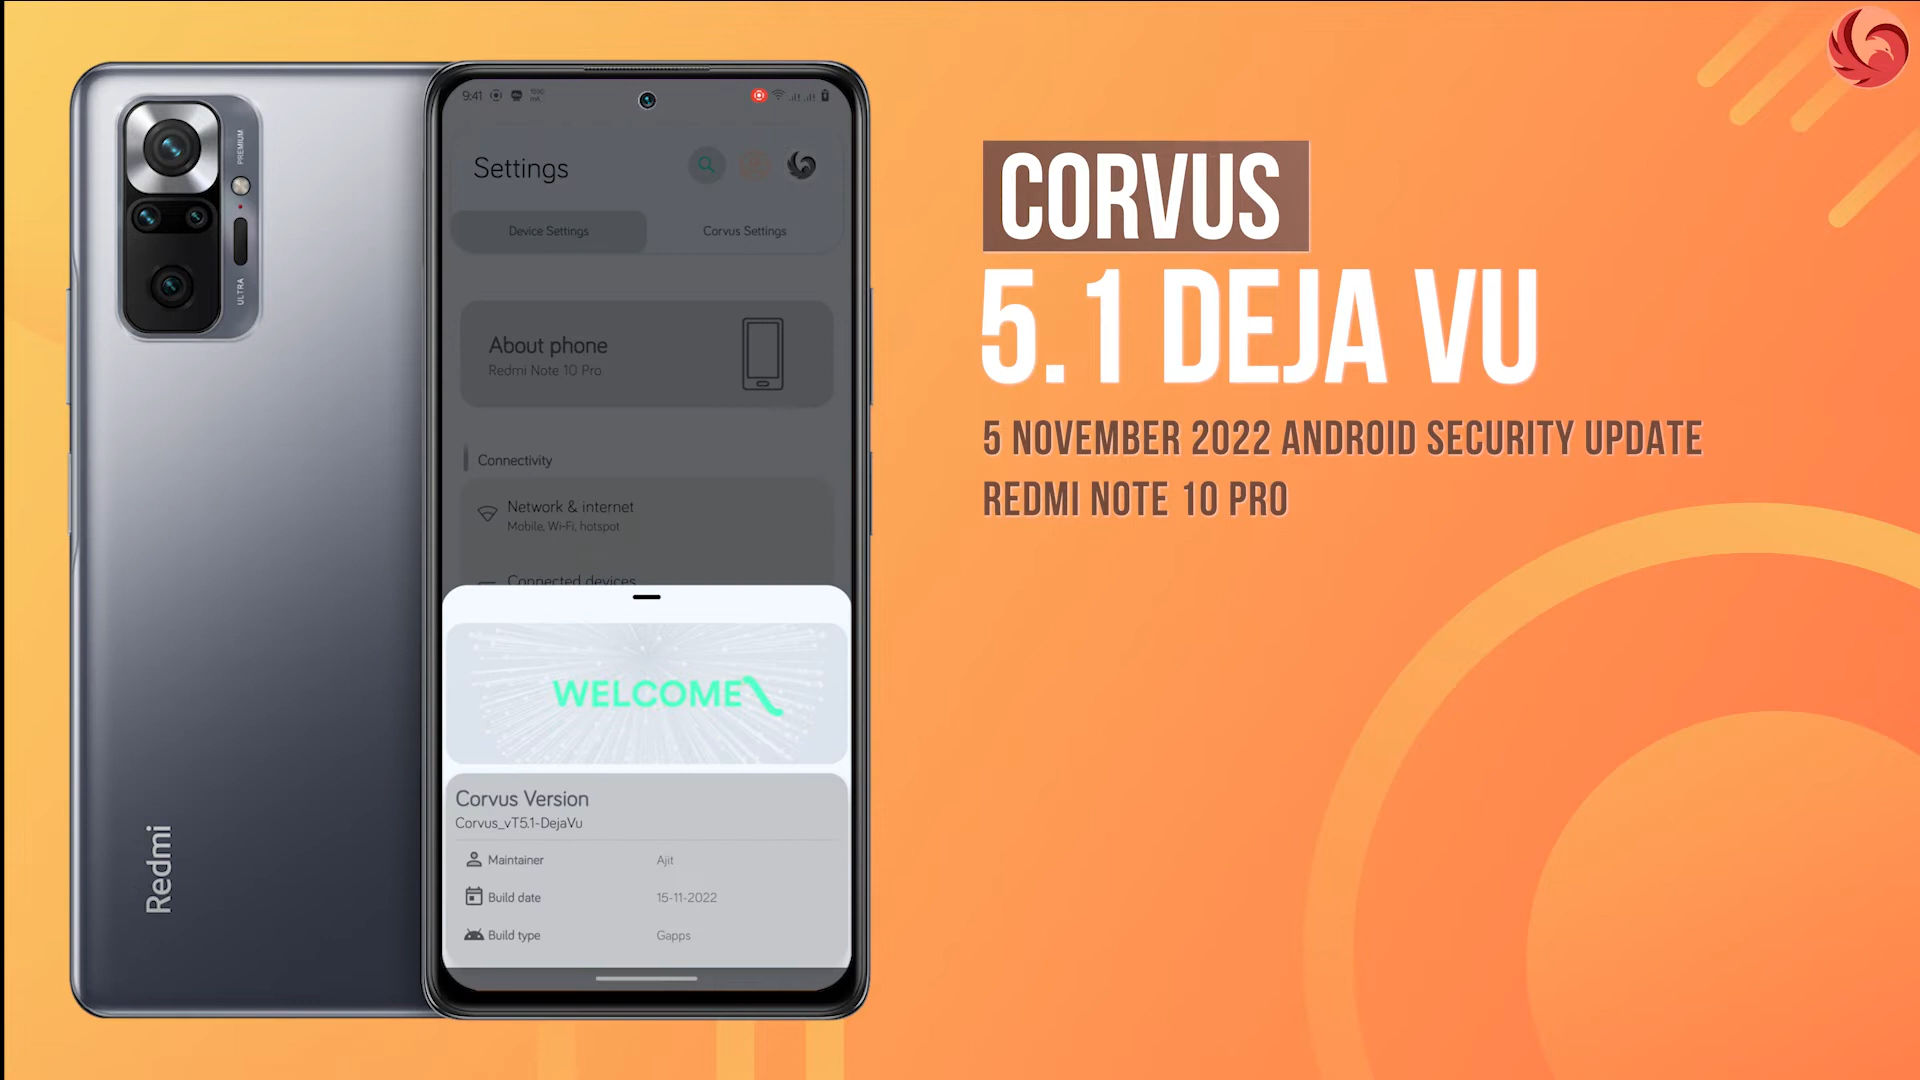 PREMIUM
ULTRA
Redmi
9:41
Settings
Device Settings
Corvus Settings
About phone
Redmi Note 10 Pro
Connectivity
Network & internet
Mobile, Wi-Fi, hotspot
Connected devices
WELCOME
Corvus Version
Corvus_vT5.1-DejaVu
Maintainer Ajit
Build date 15-11-2022
Build type Gapps
CORVUS
5.1 DEJA VU
5 NOVEMBER 2022 ANDROID SECURITY UPDATE
REDMI NOTE 10 PRO